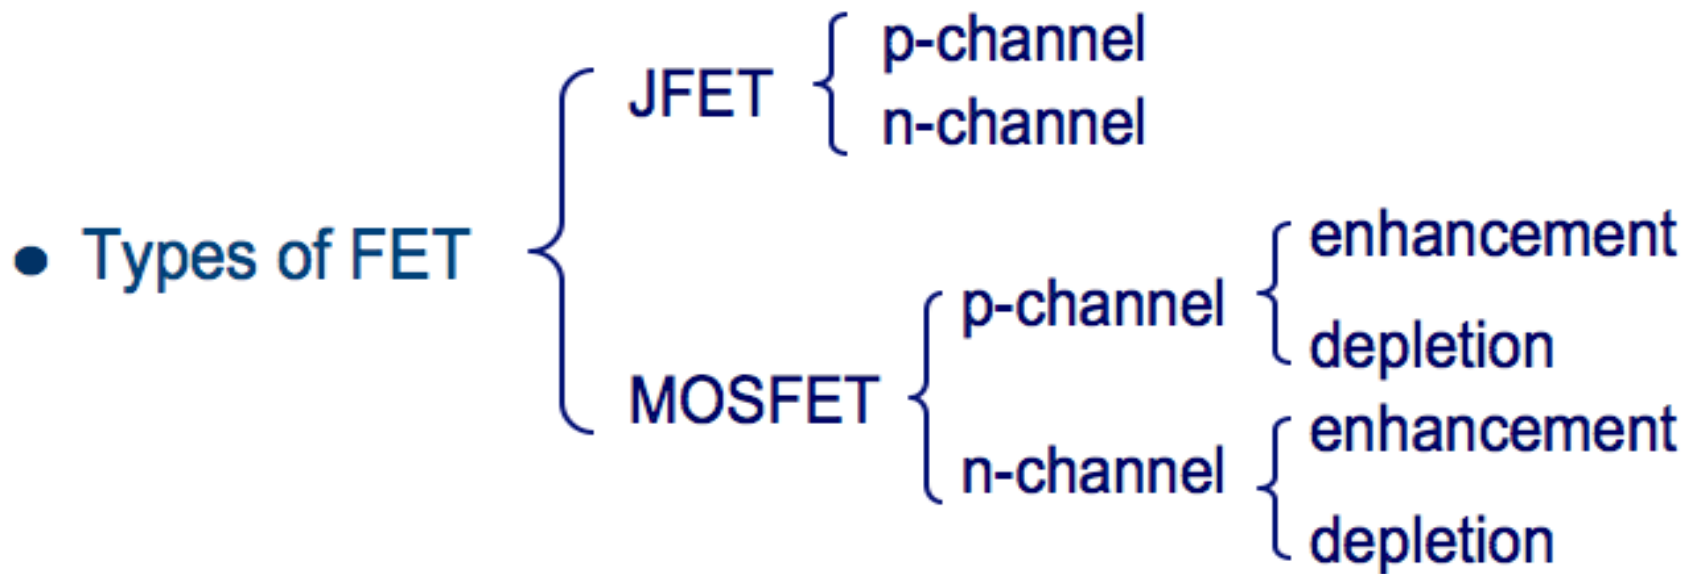 • Types of FET
JFET
p-channel
n-channel
MOSFET
p-channel
enhancement
depletion
n-channel
enhancement
depletion